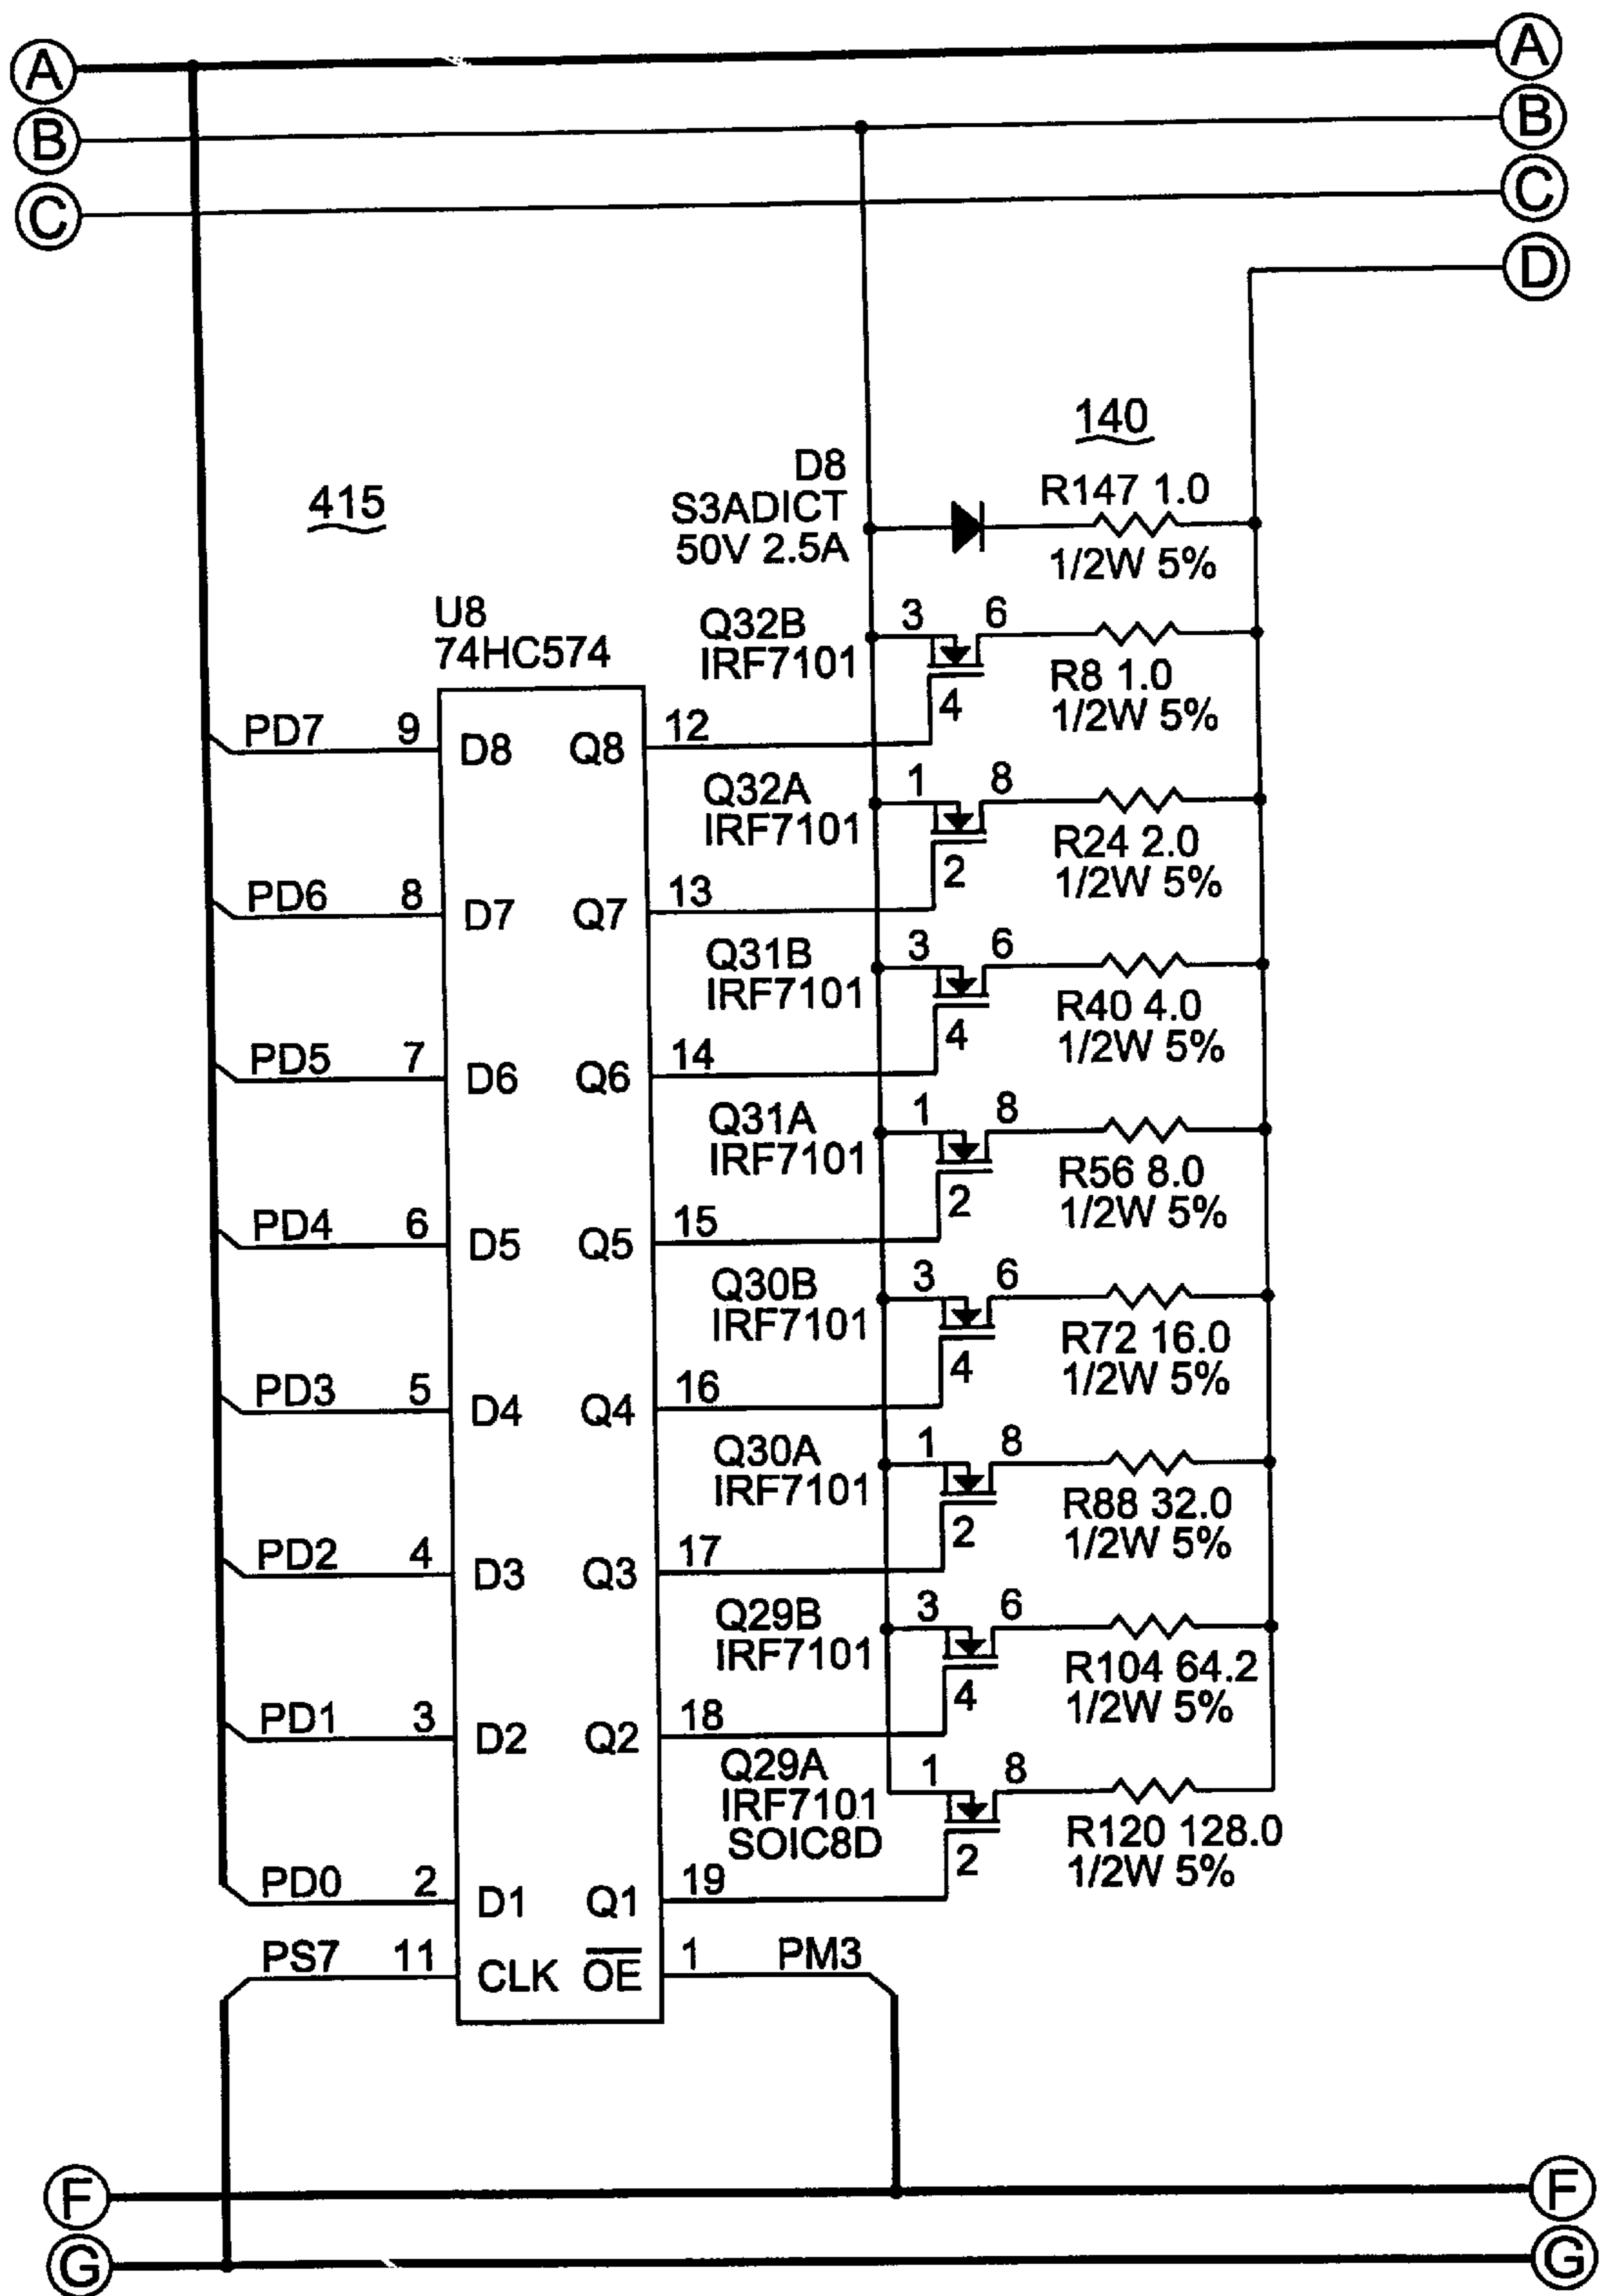 A A
B B
C C
D
140
D8
S3ADICT
50V 2.5A
R147 1.0
1/2W 5%
415
U8
74HC574
Q32B
IRF7101
3 6
4
R8 1.0
1/2W 5%
PD7 9 D8 Q8 12
Q32A
IRF7101
1 8
2
R24 2.0
1/2W 5%
PD6 8 D7 Q7 13
Q31B
IRF7101
3 6
4
R40 4.0
1/2W 5%
PD5 7 D6 Q6 14
Q31A
IRF7101
1 8
2
R56 8.0
1/2W 5%
PD4 6 D5 Q5 15
Q30B
IRF7101
3 6
4
R72 16.0
1/2W 5%
PD3 5 D4 Q4 16
Q30A
IRF7101
1 8
2
R88 32.0
1/2W 5%
PD2 4 D3 Q3 17
Q29B
IRF7101
3 6
4
R104 64.2
1/2W 5%
PD1 3 D2 Q2 18
Q29A
IRF7101
SOIC8D
1 8
2
R120 128.0
1/2W 5%
PD0 2 D1 Q1 19
PS7 11 CLK OE 1 PM3
F F
G G